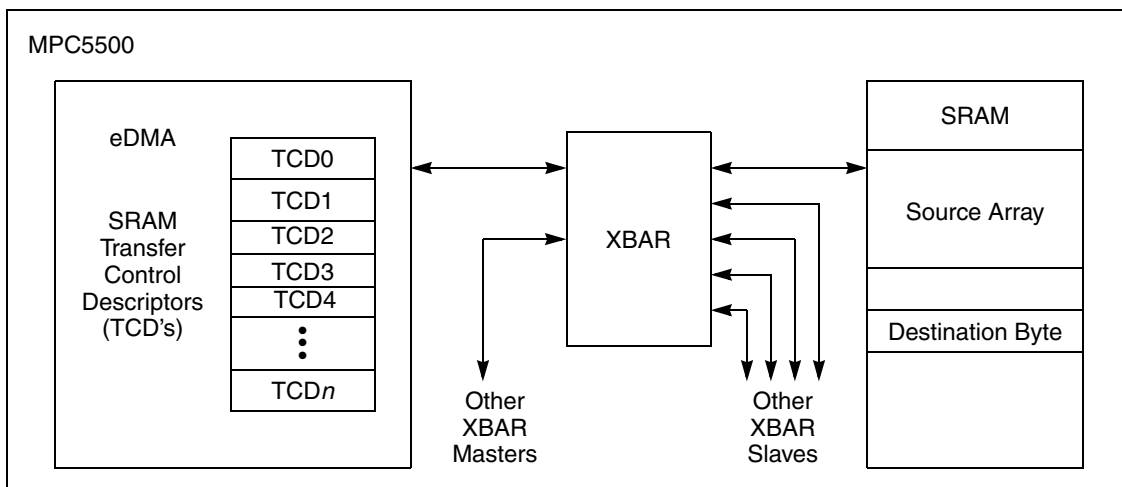 MPC5500
eDMA
SRAM
Transfer
Control
Descriptors
(TCD's)
TCD0
TCD1
TCD2
TCD3
TCD4
TCDn
XBAR
Other
XBAR
Masters
Other
XBAR
Slaves
SRAM
Source Array
Destination Byte